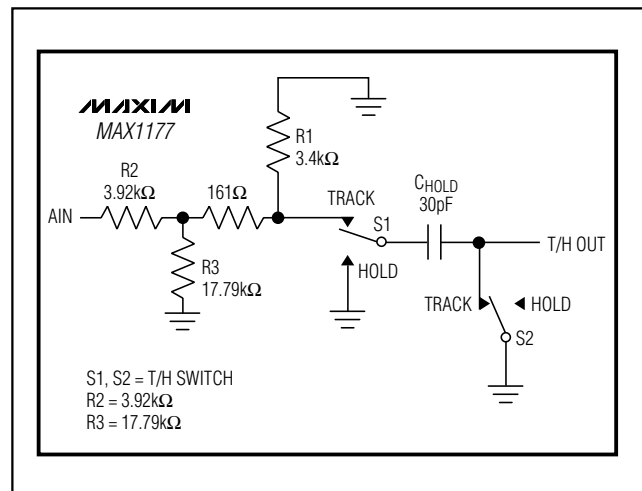 MAXIM
MAX1177
R1
3.4kΩ
R2
3.92kΩ
161Ω
AIN
R3
17.79kΩ
TRACK
S1
HOLD
CHOLD
30pF
T/H OUT
TRACK
HOLD
S2
S1, S2 = T/H SWITCH
R2 = 3.92kΩ
R3 = 17.79kΩ